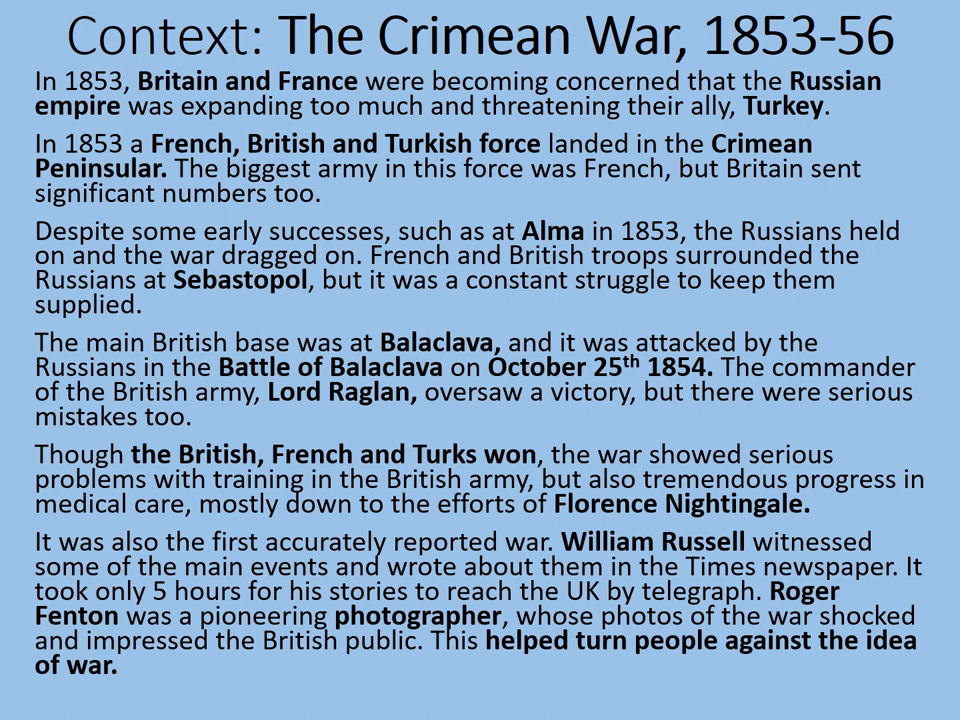 Context: The Crimean War, 1853-56
In 1853, Britain and France were becoming concerned that the Russian
empire was expanding too much and threatening their ally, Turkey.
In 1853 a French, British and Turkish force landed in the Crimean
Peninsular. The biggest army in this force was French, but Britain sent
significant numbers too.
Despite some early successes, such as at Alma in 1853, the Russians held
on and the war dragged on. French and British troops surrounded the
Russians at Sebastopol, but it was a constant struggle to keep them
supplied.
The main British base was at Balaclava, and it was attacked by the
Russians in the Battle of Balaclava on October 25th 1854. The commander
of the British army, Lord Raglan, oversaw a victory, but there were serious
mistakes too.
Though the British, French and Turks won, the war showed serious
problems with training in the British army, but also tremendous progress in
medical care, mostly down to the efforts of Florence Nightingale.
It was also the first accurately reported war. William Russell witnessed
some of the main events and wrote about them in the Times newspaper. It
took only 5 hours for his stories to reach the UK by telegraph. Roger
Fenton was a pioneering photographer, whose photos of the war shocked
and impressed the British public. This helped turn people against the idea
of war.